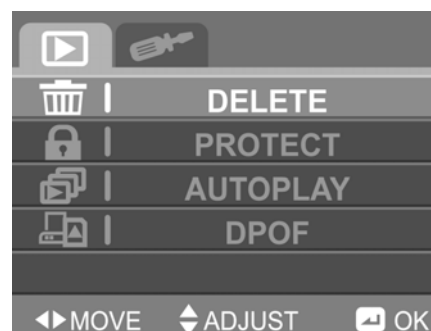 DELETE
PROTECT
AUTOPLAY
DPOF
MOVE ADJUST OK